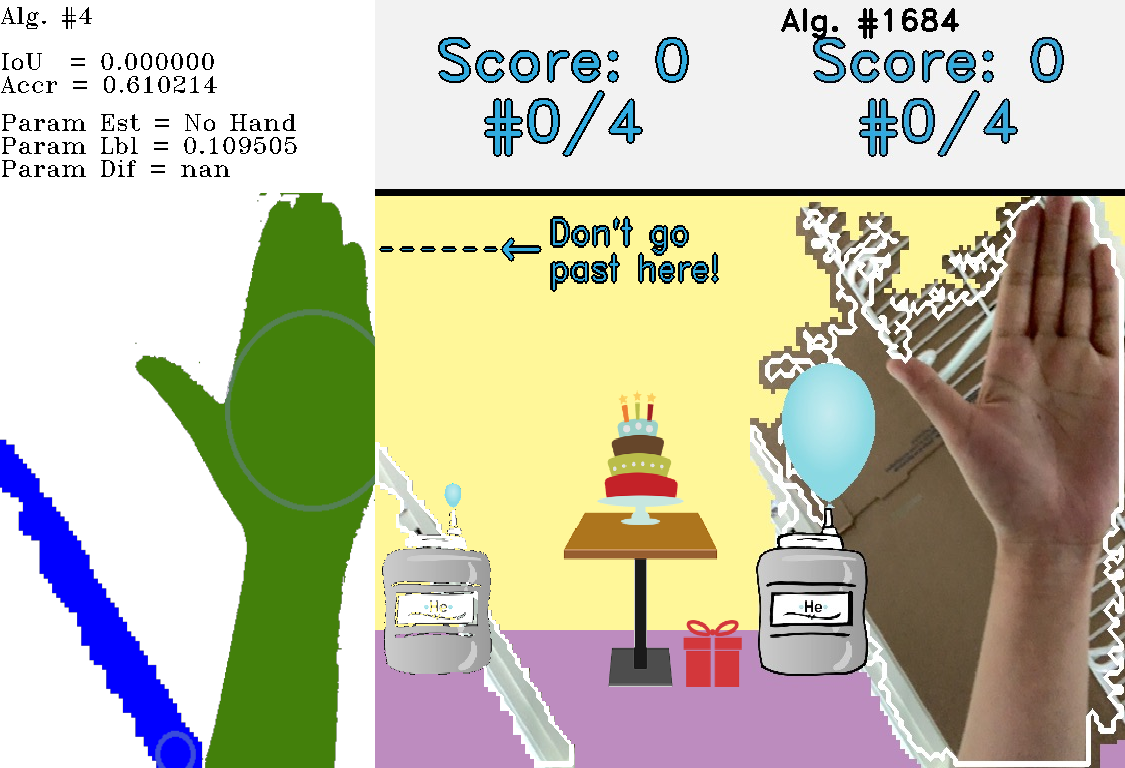 Alg. #4
IoU = 0.000000
Accr = 0.610214
Param Est = No Hand
Param Lbl = 0.109505
Param Dif = nan
Score: 0
#0/4
Don't go
past here!
He
Alg. #1684
Score: 0
#0/4
He